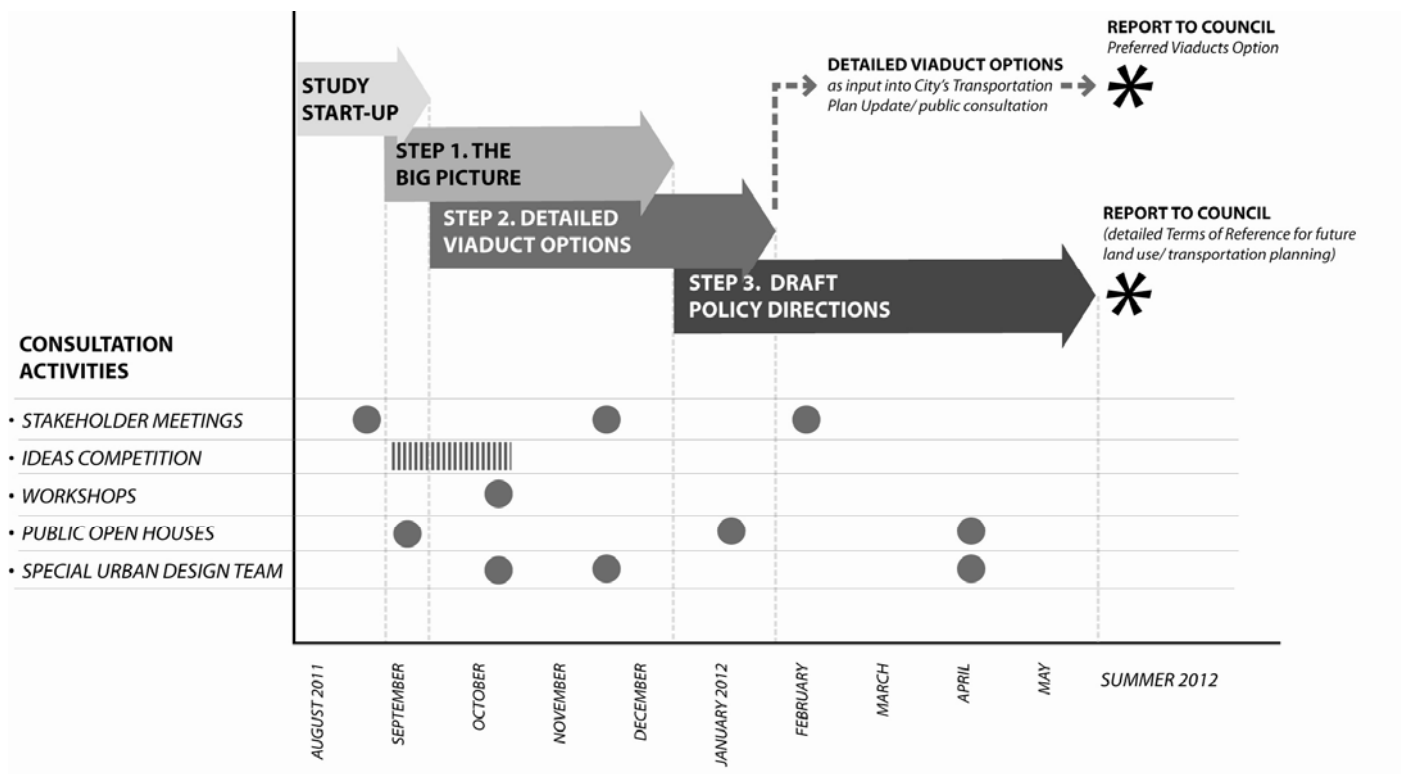 REPORT TO COUNCIL
Preferred Viaducts Option
DETAILED VIADUCT OPTIONS
as input into City's Transportation
Plan Update/ public consultation
STUDY
START-UP
STEP 1. THE
BIG PICTURE
STEP 2. DETAILED
VIADUCT OPTIONS
REPORT TO COUNCIL
(detailed Terms of Reference for future
land use/ transportation planning)
STEP 3. DRAFT
POLICY DIRECTIONS
CONSULTATION
ACTIVITIES
• STAKEHOLDER MEETINGS
• IDEAS COMPETITION
• WORKSHOPS
• PUBLIC OPEN HOUSES
• SPECIAL URBAN DESIGN TEAM
AUGUST 2011
SEPTEMBER
OCTOBER
NOVEMBER
DECEMBER
JANUARY 2012
FEBRUARY
MARCH
APRIL
MAY
SUMMER 2012